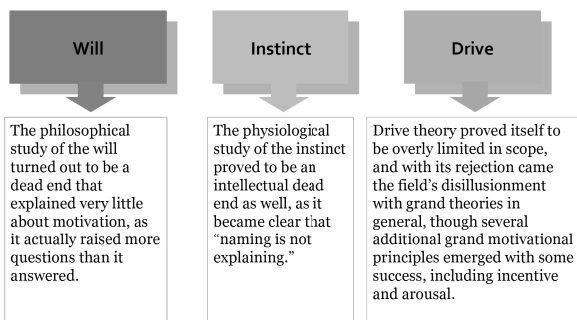 Will
The philosophical
study of the will
turned out to be a
dead end that
explained very little
about motivation, as
it actually raised more
questions than it
answered.
Instinct
The physiological
study of the instinct
proved to be an
intellectual dead
end as well, as it
became clear that
“naming is not
explaining.”
Drive
Drive theory proved itself to
be overly limited in scope,
and with its rejection came
the field’s disillusionment
with grand theories in
general, though several
additional grand motivational
principles emerged with some
success, including incentive
and arousal.